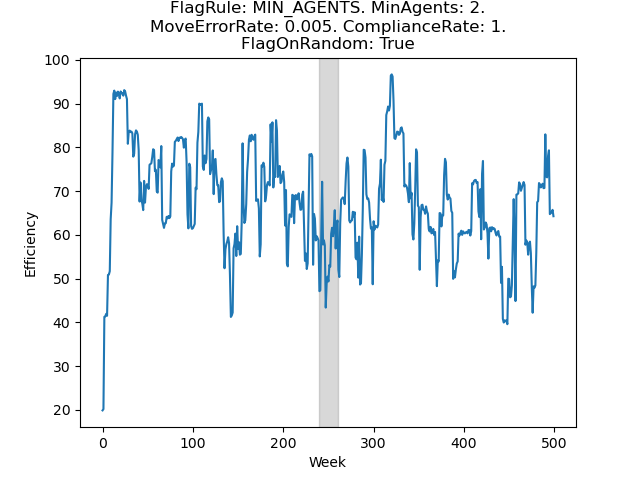 FlagRule: MIN_AGENTS. MinAgents: 2.
MoveErrorRate: 0.005. ComplianceRate: 1.
FlagOnRandom: True
100
90
80
70
60
50
40
30
20
Efficiency
0 100 200 300 400 500
Week